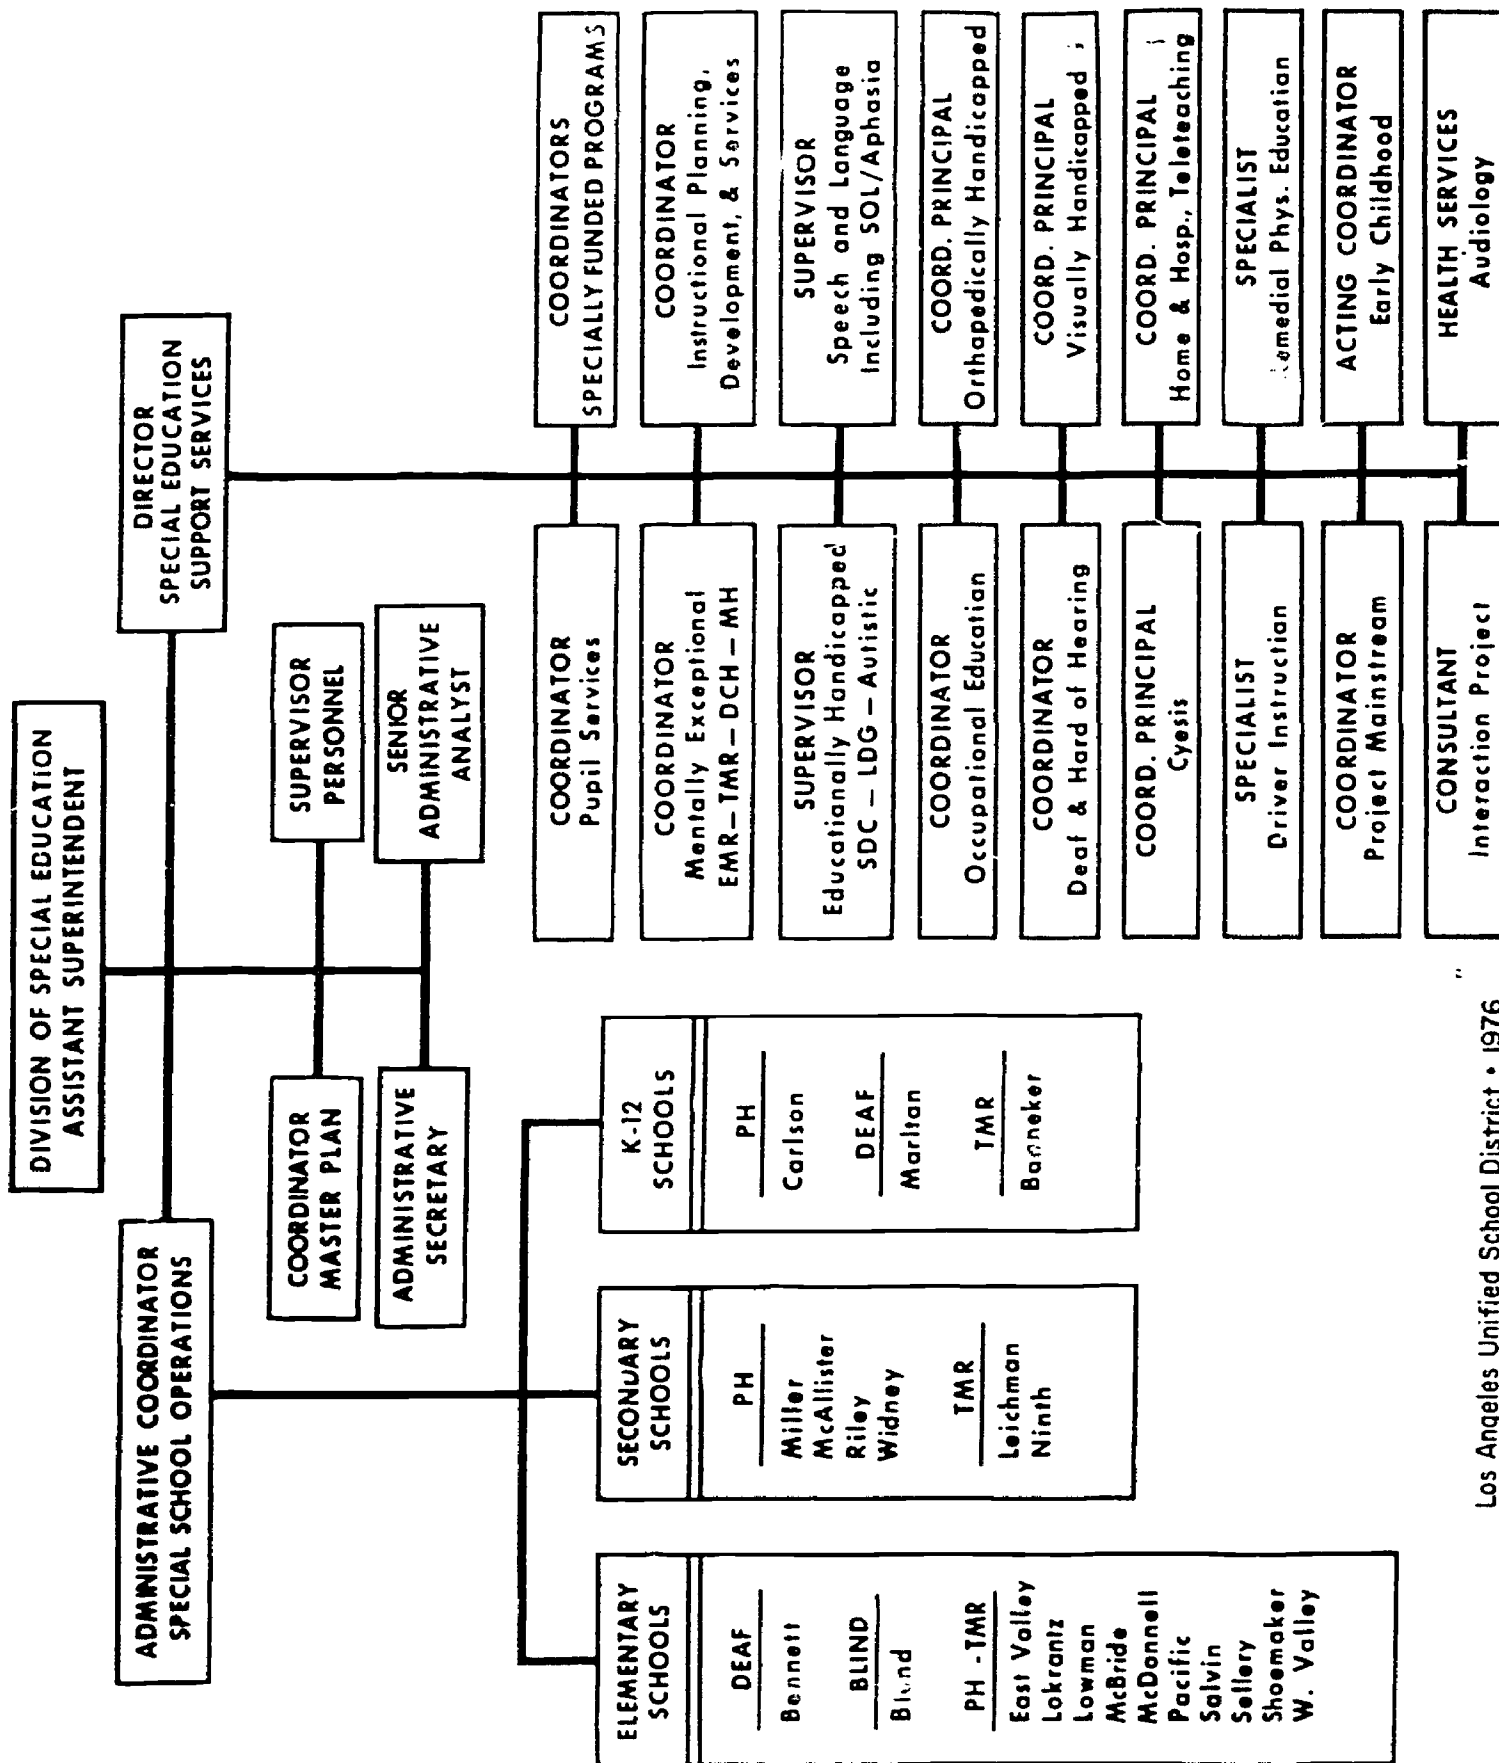 DIVISION OF SPECIAL EDUCATION
ASSISTANT SUPERINTENDENT
ADMINISTRATIVE COORDINATOR
SPECIAL SCHOOL OPERATIONS
DIRECTOR
SPECIAL EDUCATION
SUPPORT SERVICES
COORDINATOR
MASTER PLAN
SUPERVISOR
PERSONNEL
ADMINISTRATIVE
SECRETARY
SENIOR
ADMINISTRATIVE
ANALYST
ELEMENTARY
SCHOOLS
DEAF
Bennett
BLIND
Blind
PH - TMR
East Valley
Lokrantz
Lowman
McBride
McDonnell
Pacific
Salvin
Sellery
Shoemaker
W. Valley
SECONDARY
SCHOOLS
PH
Miller
McAllister
Riley
Widney
TMR
Leichman
Ninth
K-12
SCHOOLS
PH
Carlson
DEAF
Marltan
TMR
Banneker
COORDINATOR
Pupil Services
COORDINATORS
SPECIALLY FUNDED PROGRAMS
COORDINATOR
Mentally Exceptional
EMR – TMR – DCH – MH
COORDINATOR
Instructional Planning,
Development, & Services
SUPERVISOR
Educationally Handicapped
SDC – LDG – Autistic
SUPERVISOR
Speech and Language
Including SOL/Aphasia
COORDINATOR
Occupational Education
COORD. PRINCIPAL
Orthapedically Handicapped
COORDINATOR
Deaf & Hard of Hearing
COORD. PRINCIPAL
Visually Handicapped
COORD. PRINCIPAL
Cyesis
COORD. PRINCIPAL
Home & Hosp., Teleteaching
SPECIALIST
Driver Instruction
SPECIALIST
Remedial Phys. Education
COORDINATOR
Project Mainstream
ACTING COORDINATOR
Early Childhood
CONSULTANT
Interaction Project
HEALTH SERVICES
Audiology
Los Angeles Unified School District • 1976